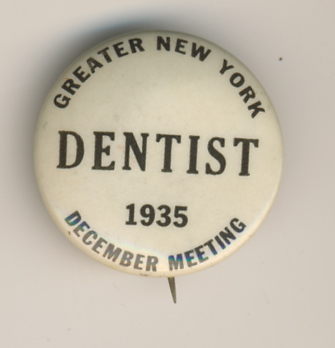 GREATER NEW YORK
DENTIST
1935
DECEMBER MEETING